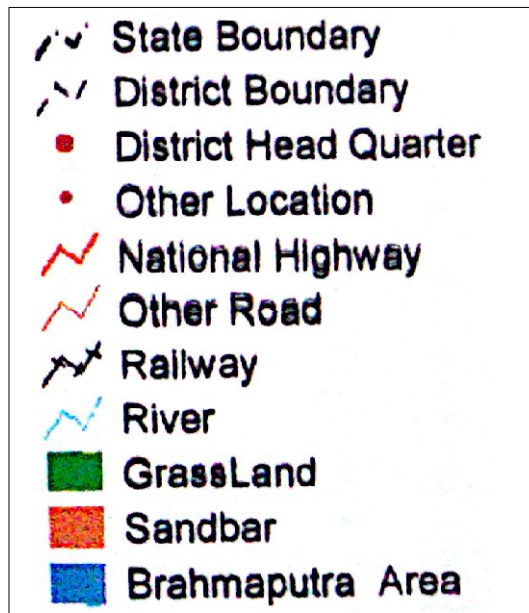 State Boundary
District Boundary
District Head Quarter
Other Location
National Highway
Other Road
Railway
River
GrassLand
Sandbar
Brahmaputra Area